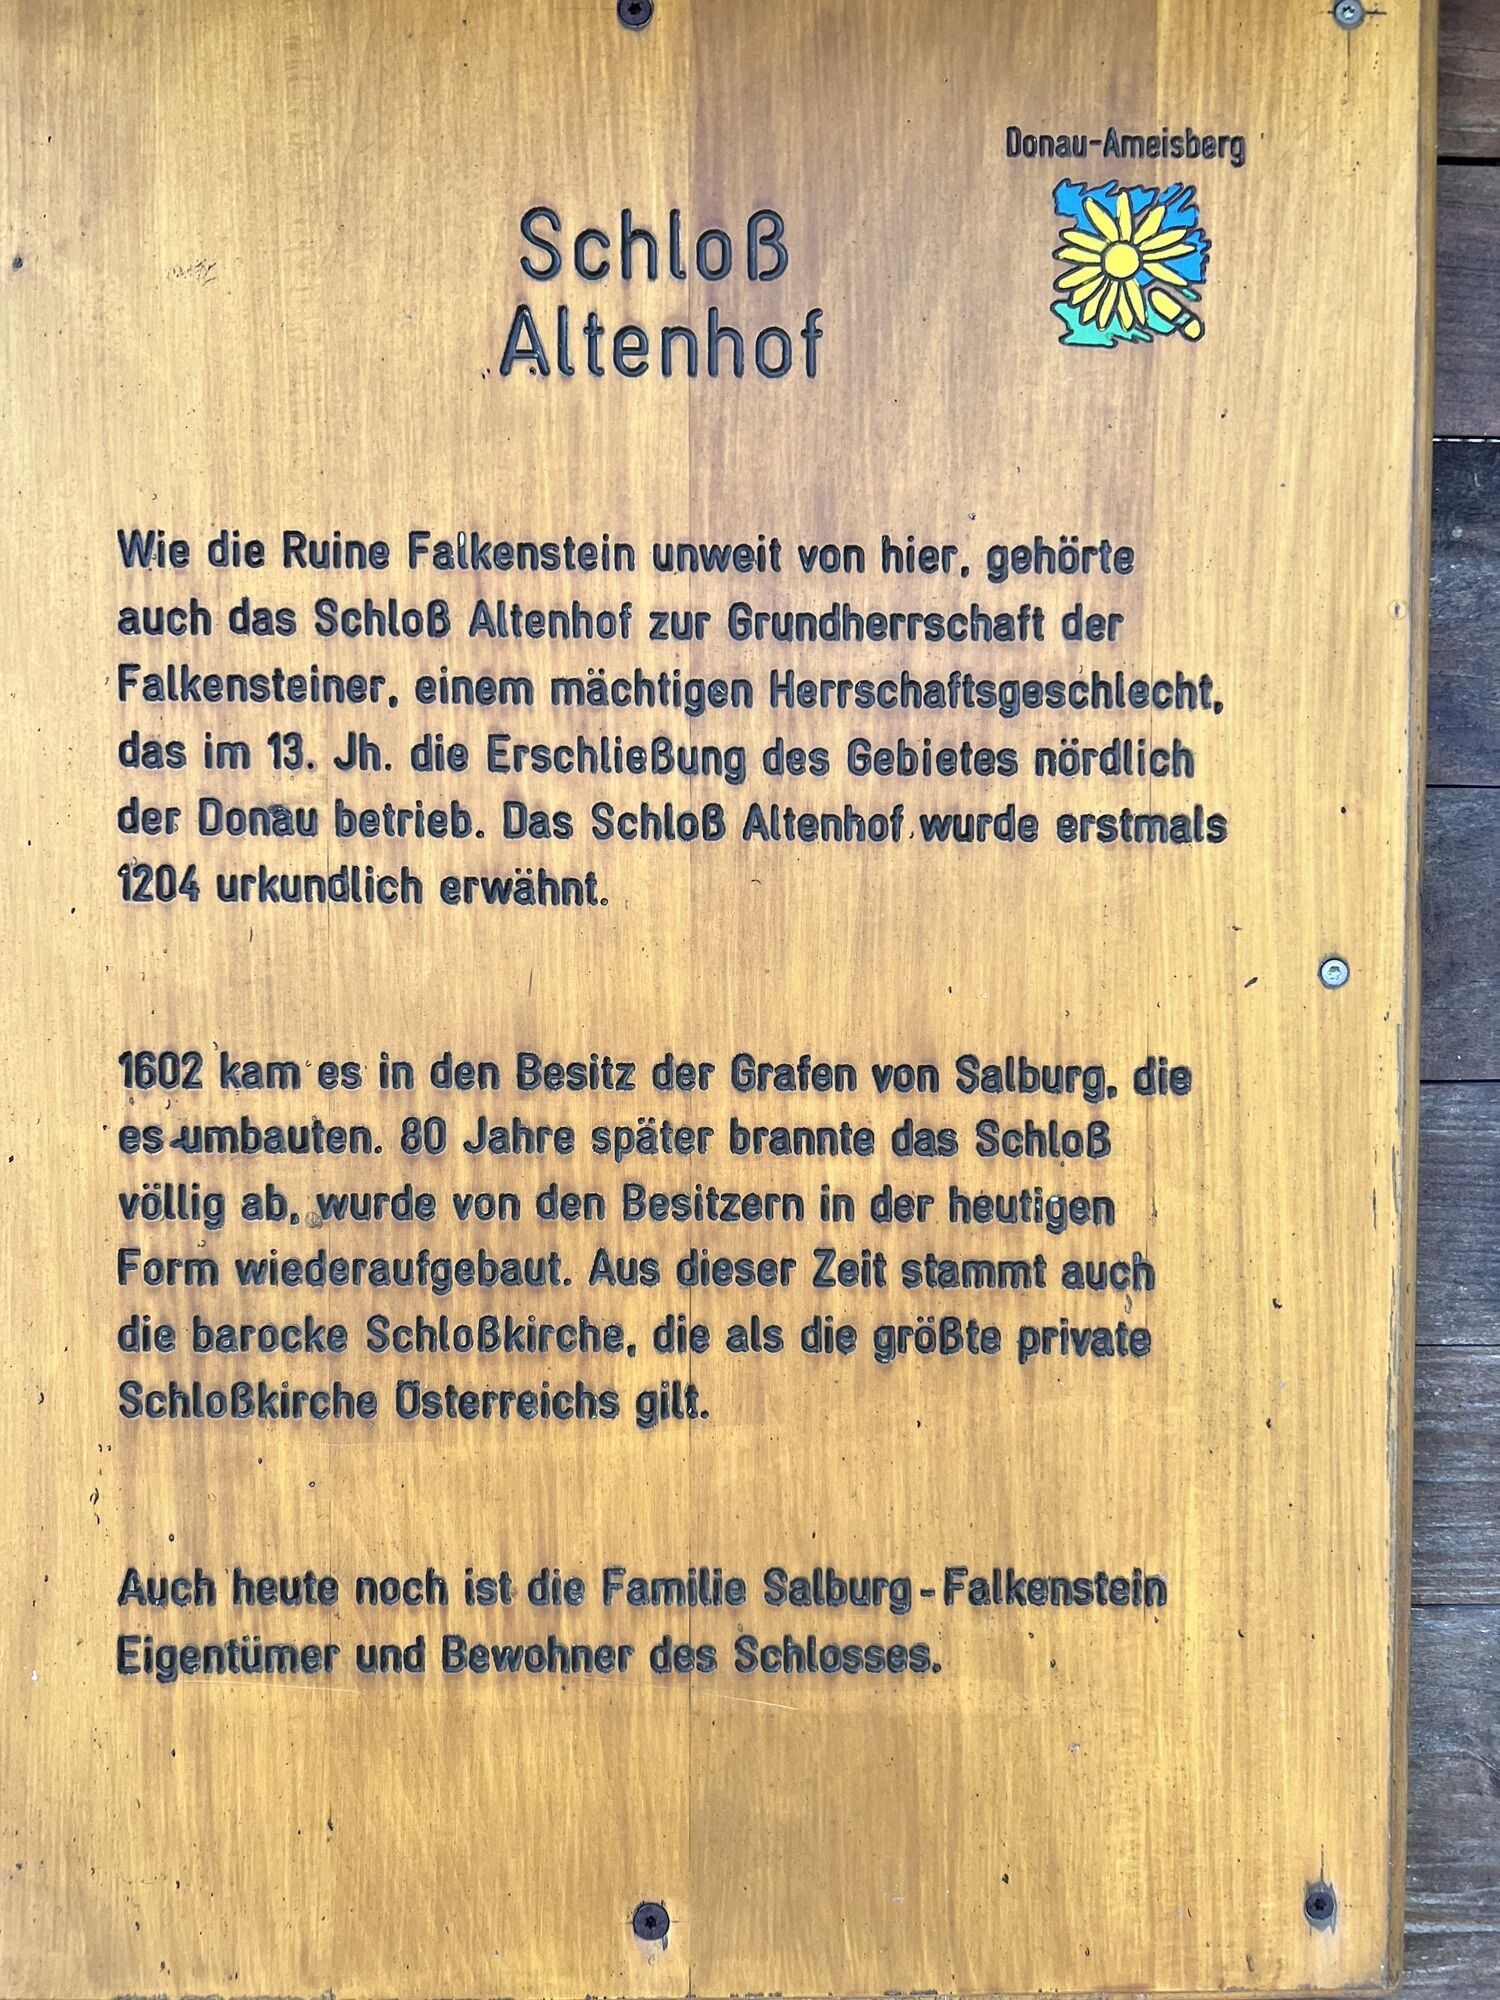 Donau-Ameisberg
Schloß
Altenhof
Wie die Ruine Falkenstein unweit von hier, gehörte
auch das Schloß Altenhof zur Grundherrschaft der
Falkensteiner, einem mächtigen Herrschaftsgeschlecht,
das im 13. Jh. die Erschließung des Gebietes nördlich
der Donau betrieb. Das Schloß Altenhof wurde erstmals
1204 urkundlich erwähnt.
1602 kam es in den Besitz der Grafen von Salburg, die
es umbauten. 80 Jahre später brannte das Schloß
völlig ab, wurde von den Besitzern in der heutigen
Form wiederaufgebaut. Aus dieser Zeit stammt auch
die barocke Schloßkirche, die als die größte private
Schloßkirche Österreichs gilt.
Auch heute noch ist die Familie Salburg-Falkenstein
Eigentümer und Bewohner des Schlosses.